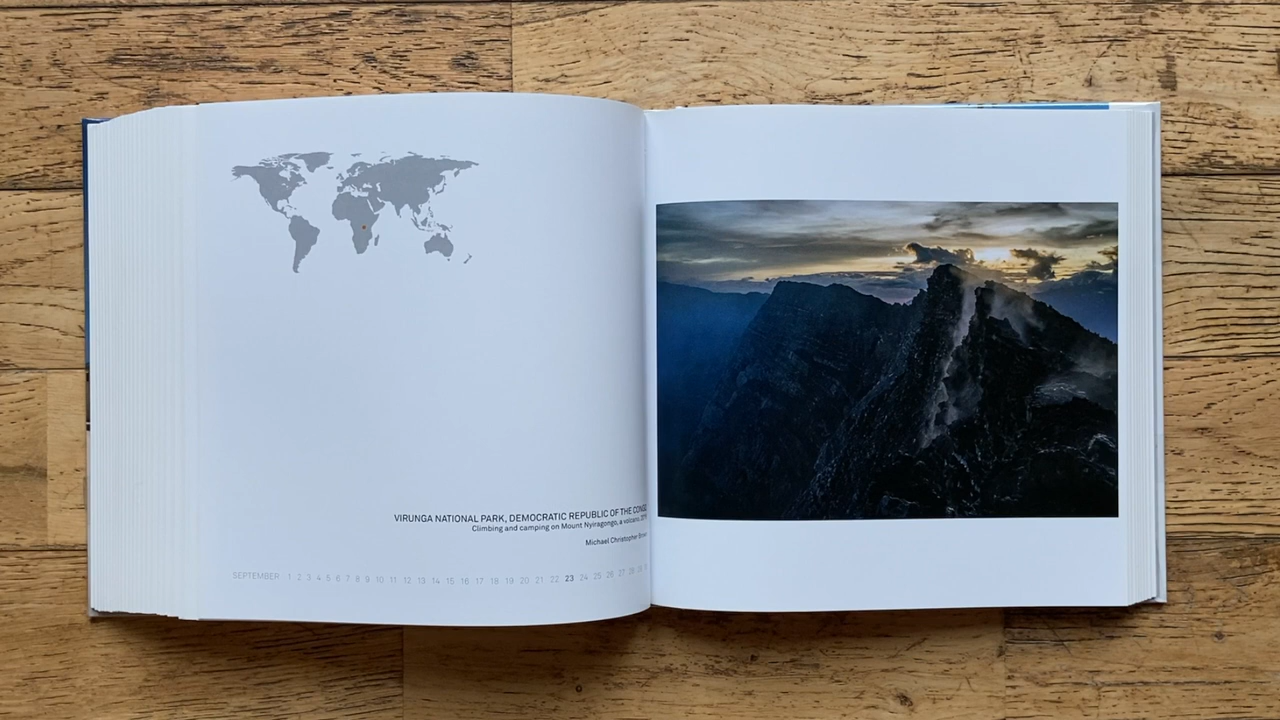 VIRUNGA NATIONAL PARK, DEMOCRATIC REPUBLIC OF THE CONGO
Climbing and camping on Mount Nyiragongo, a volcano.
Michael Christopher Brown
SEPTEMBER 1 2 3 4 5 6 7 8 9 10 11 12 13 14 15 16 17 18 19 20 21 22 23 24 25 26 27 28 29